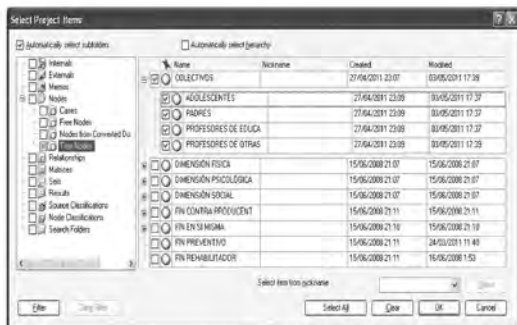 Select Project Items
Automatically select subfolders
Automatically select hierarchy
Internals
Externals
Memos
Nodes
Cases
Free Nodes
Nodes from Converted Do
Tree Nodes
Relationships
Matrices
Sets
Results
Source Classifications
Node Classifications
Search Folders
Name Nickname Created Modified
COLECTIVOS 27/04/2011 23:07 03/05/2011 17:39
ADOLESCENTES 27/04/2011 23:09 03/05/2011 17:37
PADRES 27/04/2011 23:09 03/05/2011 17:37
PROFESORES DE EDUCA 27/04/2011 23:09 03/05/2011 17:37
PROFESORES DE OTRAS 27/04/2011 23:09 03/05/2011 17:37
DIMENSIÓN FÍSICA 15/06/2008 21:07 15/06/2008 21:07
DIMENSIÓN PSICOLÓGICA 15/06/2008 21:07 15/06/2008 21:07
DIMENSIÓN SOCIAL 15/06/2008 21:07 15/06/2008 21:07
FIN CONTRA PRODUCENT 15/06/2008 21:11 15/06/2008 21:11
FIN EN SI MISMA 15/06/2008 21:10 15/06/2008 21:10
FIN PREVENTIVO 15/06/2008 21:11 24/03/2011 11:40
FIN REHABILITADOR 15/06/2008 21:11 16/06/2008 1:53
Select item from nickname
Select
Filter Clear Filter Select All Clear OK Cancel